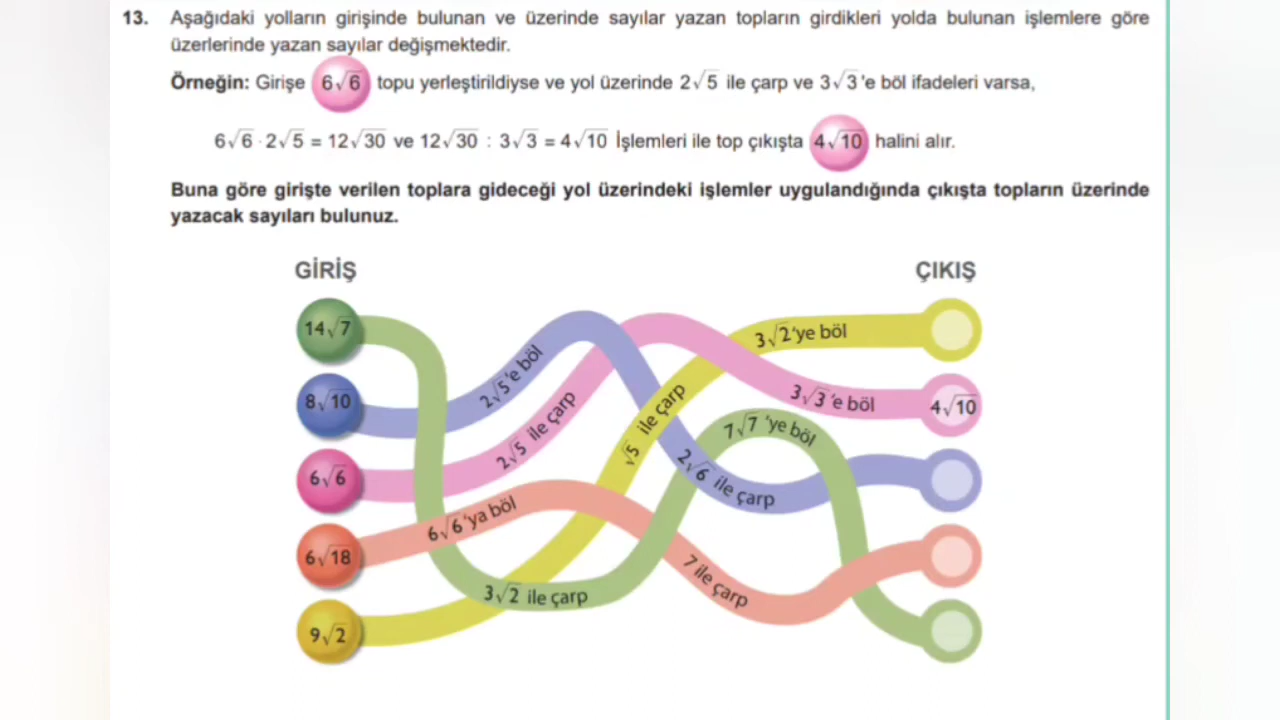 13. Aşağıdaki yolların girişinde bulunan ve üzerinde sayılar yazan topların girdikleri yolda bulunan işlemlere göre
üzerlerinde yazan sayılar değişmektedir.
Örneğin: Girişe 6√6 topu yerleştirildiyse ve yol üzerinde 2√5 ile çarp ve 3√3'e böl ifadeleri varsa,
6√6 · 2√5 = 12√30 ve 12√30 : 3√3 = 4√10 İşlemleri ile top çıkışta 4√10 halini alır.
Buna göre girişte verilen toplara gideceği yol üzerindeki işlemler uygulandığında çıkışta topların üzerinde
yazacak sayıları bulunuz.
GİRİŞ
ÇIKIŞ
14√7
3√2'ye böl
8√10
2√5'e böl
√5 ile çarp
3√3'e böl
4√10
6√6
2√5 ile çarp
7√7'ye böl
2√6 ile çarp
6√18
6√6'ya böl
7 ile çarp
3√2 ile çarp
9√2